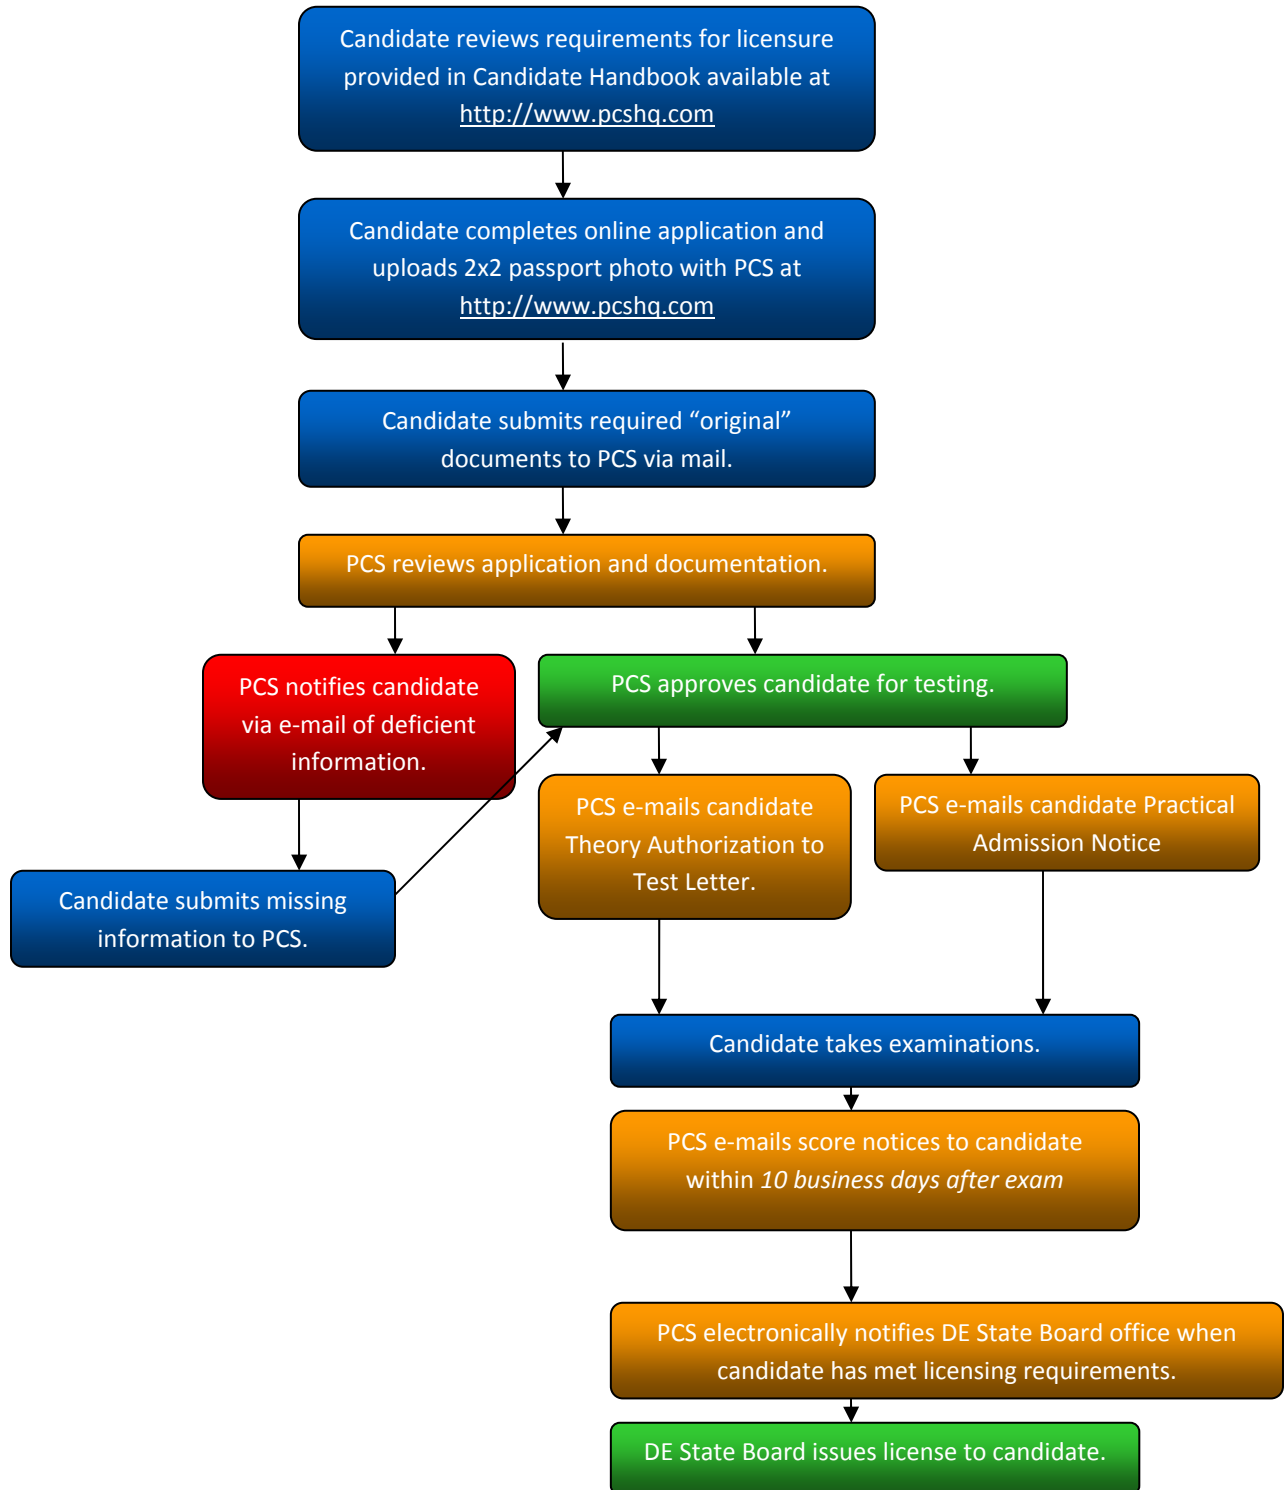 Candidate reviews requirements for licensure
provided in Candidate Handbook available at
http://www.pcshq.com
Candidate completes online application and
uploads 2x2 passport photo with PCS at
http://www.pcshq.com
Candidate submits required “original”
documents to PCS via mail.
PCS reviews application and documentation.
PCS notifies candidate
via e-mail of deficient
information.
PCS approves candidate for testing.
PCS e-mails candidate
Theory Authorization to
Test Letter.
PCS e-mails candidate Practical
Admission Notice
Candidate submits missing
information to PCS.
Candidate takes examinations.
PCS e-mails score notices to candidate
within 10 business days after exam
PCS electronically notifies DE State Board office when
candidate has met licensing requirements.
DE State Board issues license to candidate.